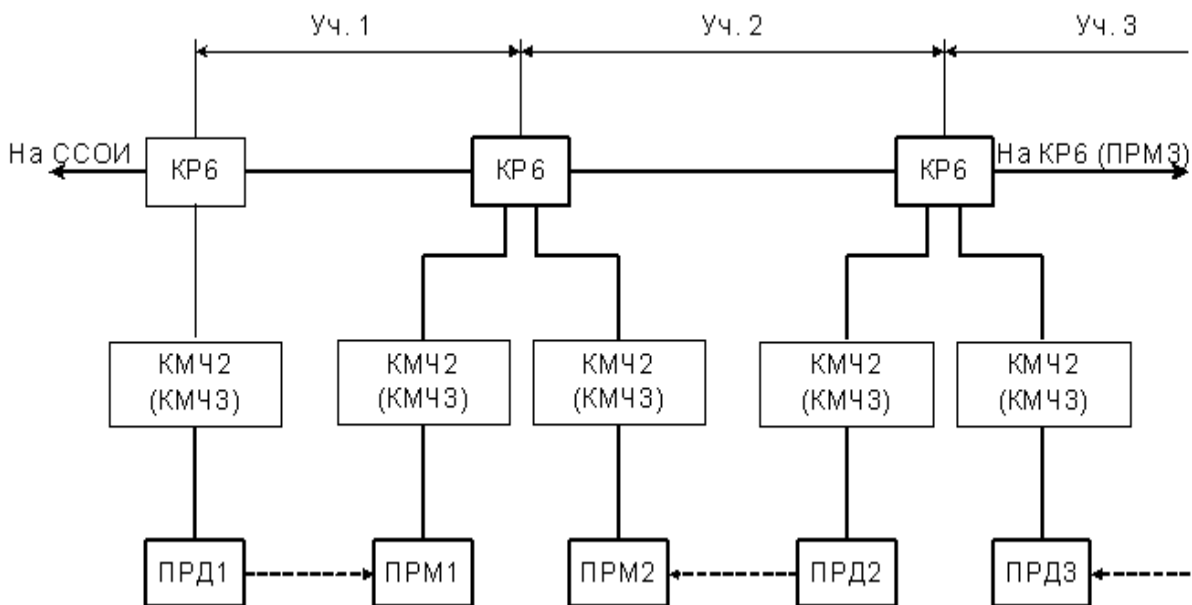 Уч. 1
Уч. 2
Уч. 3
На ССОИ
КР6
КР6
КР6
На КР6 (ПРМ3)
КМЧ2
(КМЧ3)
КМЧ2
(КМЧ3)
КМЧ2
(КМЧ3)
КМЧ2
(КМЧ3)
КМЧ2
(КМЧ3)
ПРД1
ПРМ1
ПРМ2
ПРД2
ПРД3